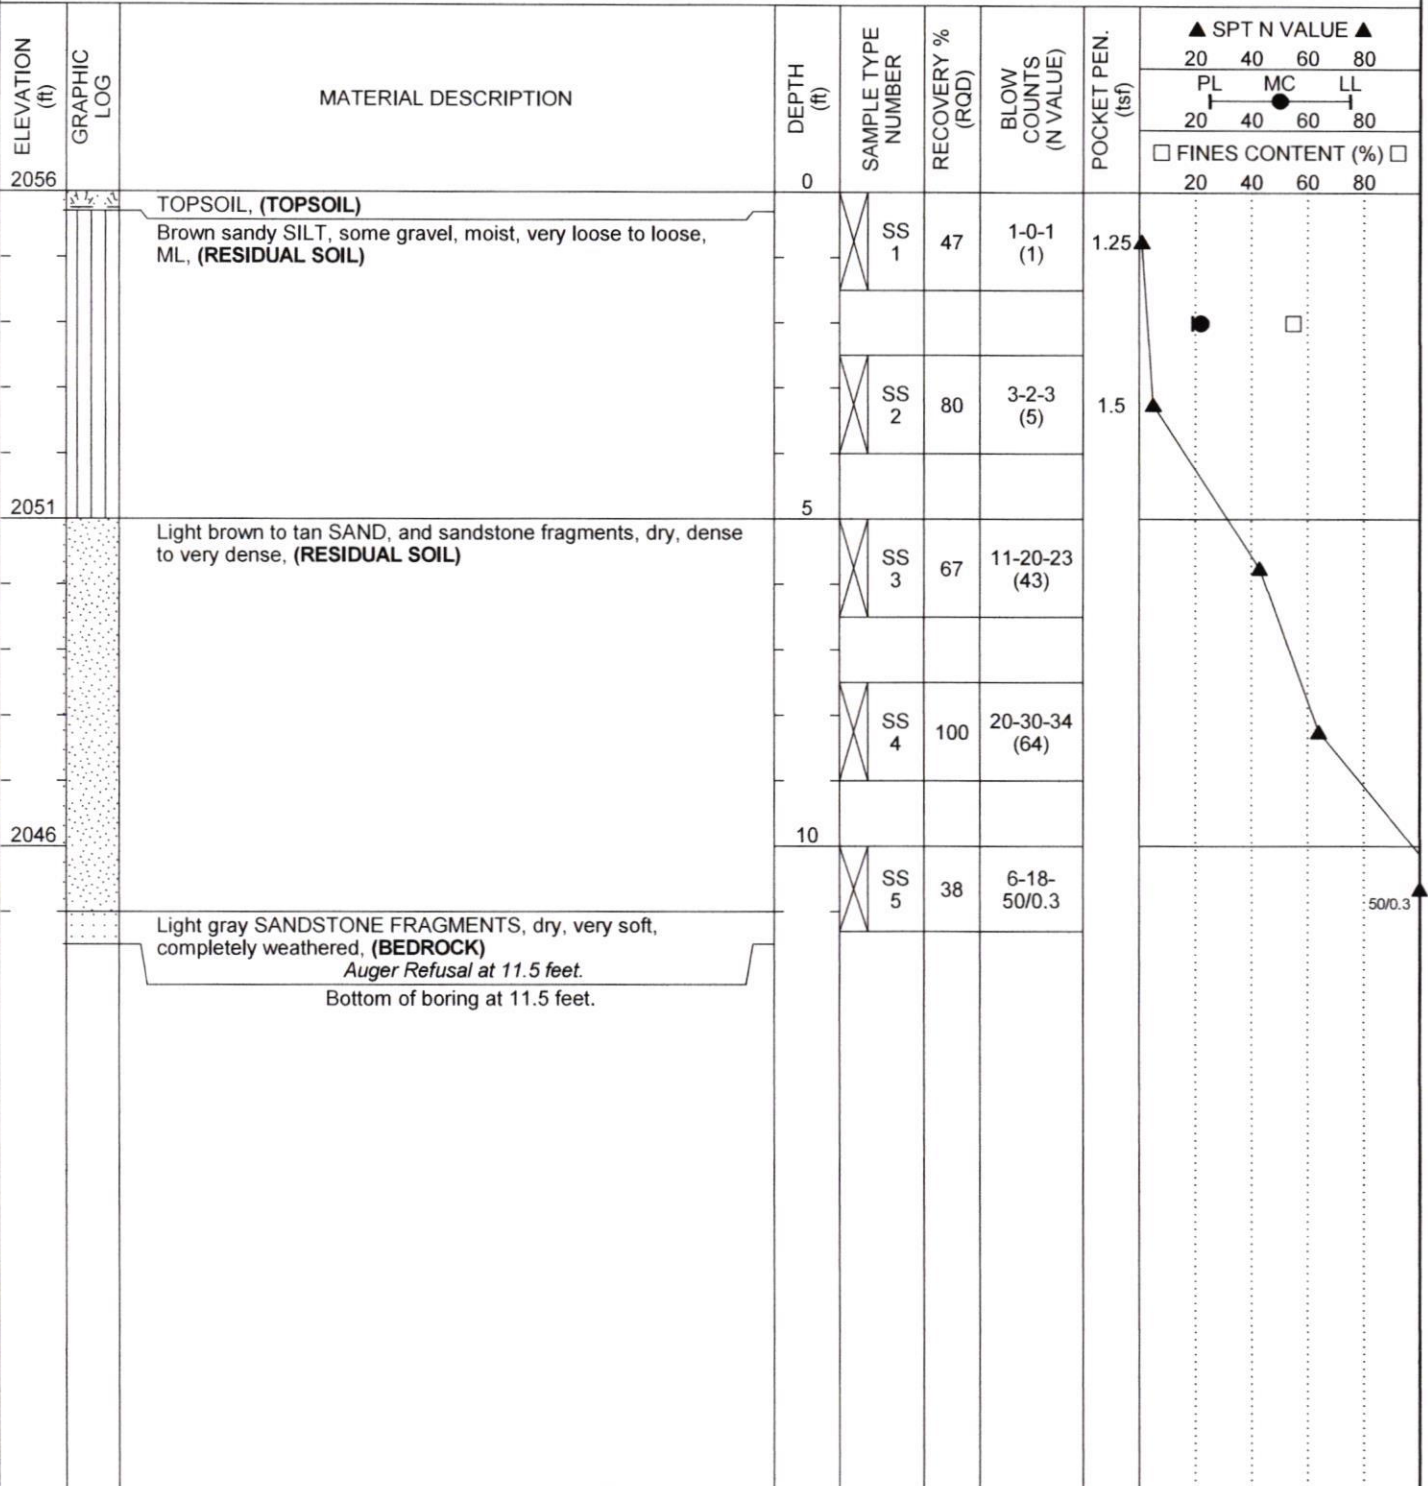 ELEVATION
(ft)
GRAPHIC
LOG
MATERIAL DESCRIPTION
DEPTH
(ft)
SAMPLE TYPE
NUMBER
RECOVERY %
(RQD)
BLOW
COUNTS
(N VALUE)
POCKET PEN.
(tsf)
▲ SPT N VALUE ▲
20 40 60 80
PL MC LL
20 40 60 80
□ FINES CONTENT (%) □
20 40 60 80
2056
0
TOPSOIL, (TOPSOIL)
Brown sandy SILT, some gravel, moist, very loose to loose,
ML, (RESIDUAL SOIL)
SS
1
47
1-0-1
(1)
1.25
SS
2
80
3-2-3
(5)
1.5
2051
5
Light brown to tan SAND, and sandstone fragments, dry, dense
to very dense, (RESIDUAL SOIL)
SS
3
67
11-20-23
(43)
SS
4
100
20-30-34
(64)
2046
10
SS
5
38
6-18-
50/0.3
50/0.3
Light gray SANDSTONE FRAGMENTS, dry, very soft,
completely weathered, (BEDROCK)
Auger Refusal at 11.5 feet.
Bottom of boring at 11.5 feet.